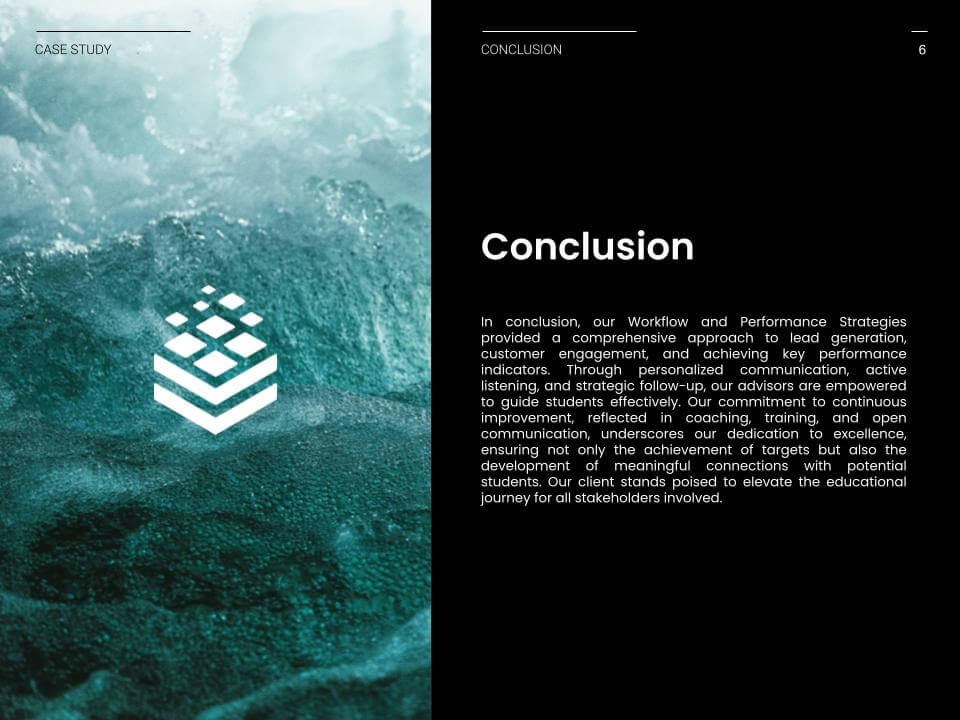 CASE STUDY
CONCLUSION
6
Conclusion
In conclusion, our Workflow and Performance Strategies
provided a comprehensive approach to lead generation,
customer engagement, and achieving key performance
indicators. Through personalized communication, active
listening, and strategic follow-up, our advisors are empowered
to guide students effectively. Our commitment to continuous
improvement, reflected in coaching, training, and open
communication, underscores our dedication to excellence,
ensuring not only the achievement of targets but also the
development of meaningful connections with potential
students. Our client stands poised to elevate the educational
journey for all stakeholders involved.